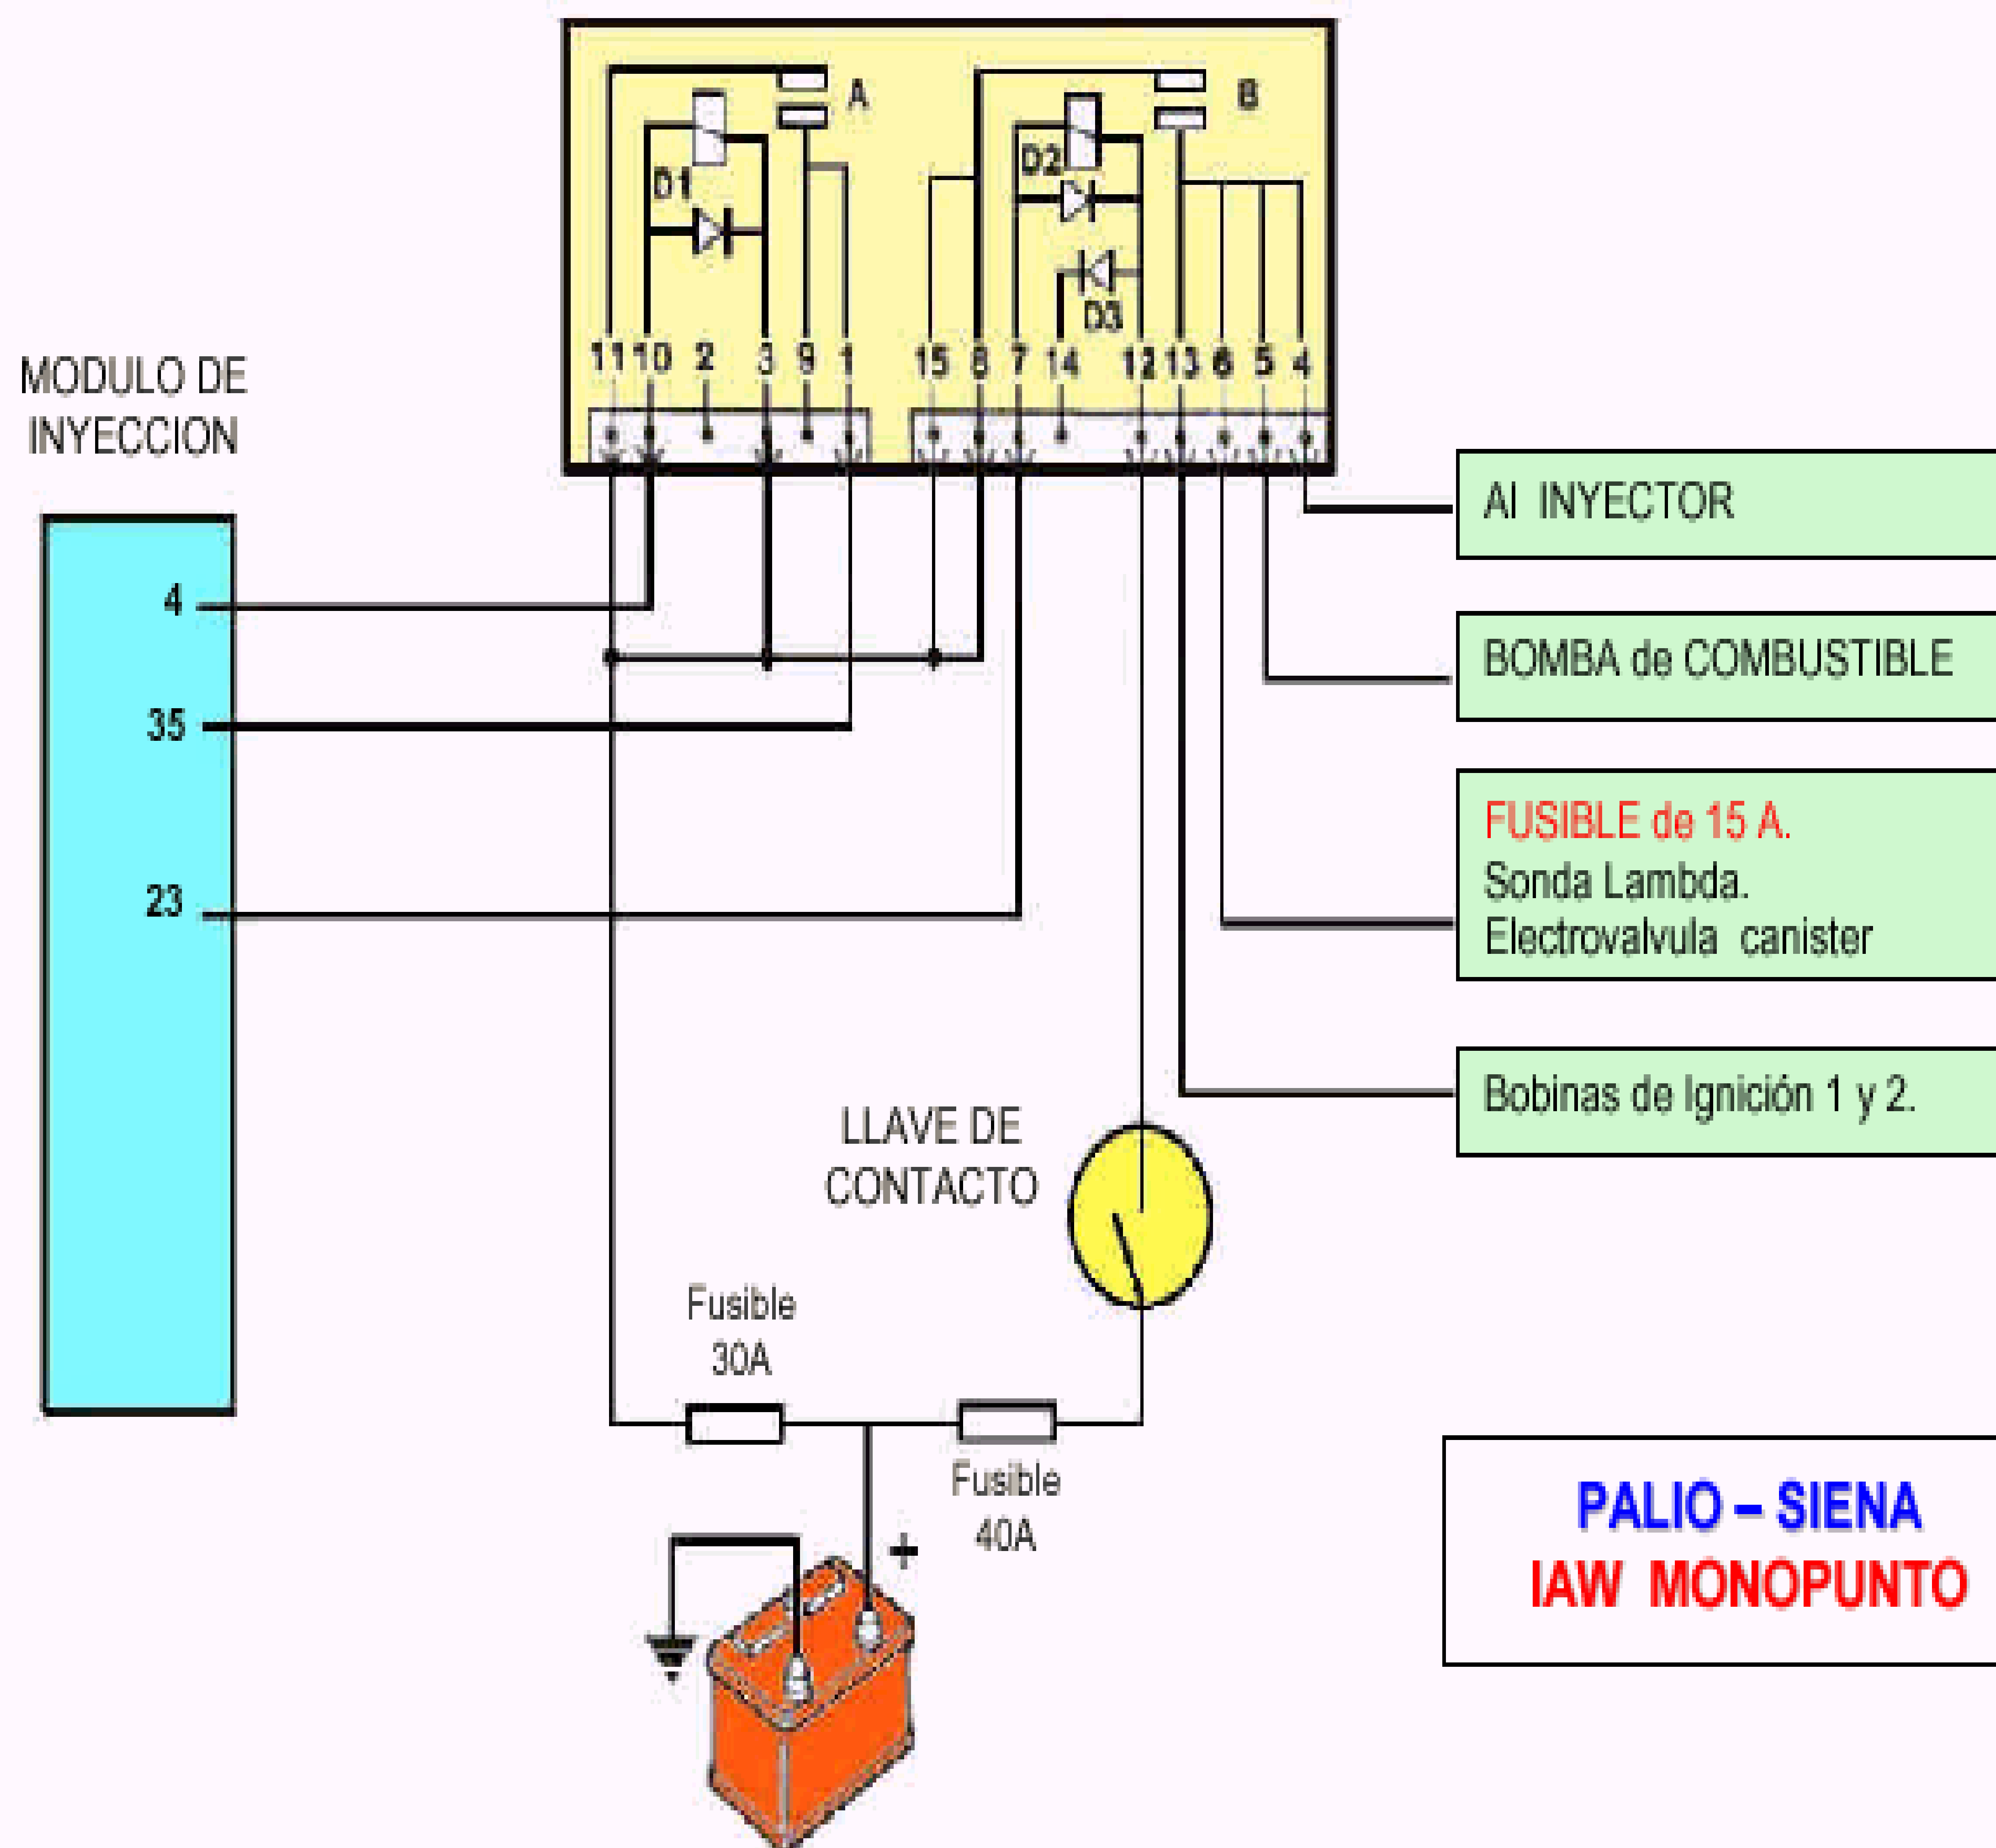 A
B
D1
D2
D3
11 10 2 3 9 1 15 8 7 14 12 13 6 5 4
MODULO DE
INYECCION
4
35
23
Al INYECTOR
BOMBA de COMBUSTIBLE
FUSIBLE de 15 A.
Sonda Lambda.
Electrovalvula canister
Bobinas de Ignición 1 y 2.
LLAVE DE
CONTACTO
Fusible
30A
Fusible
40A
+
PALIO – SIENA
IAW MONOPUNTO